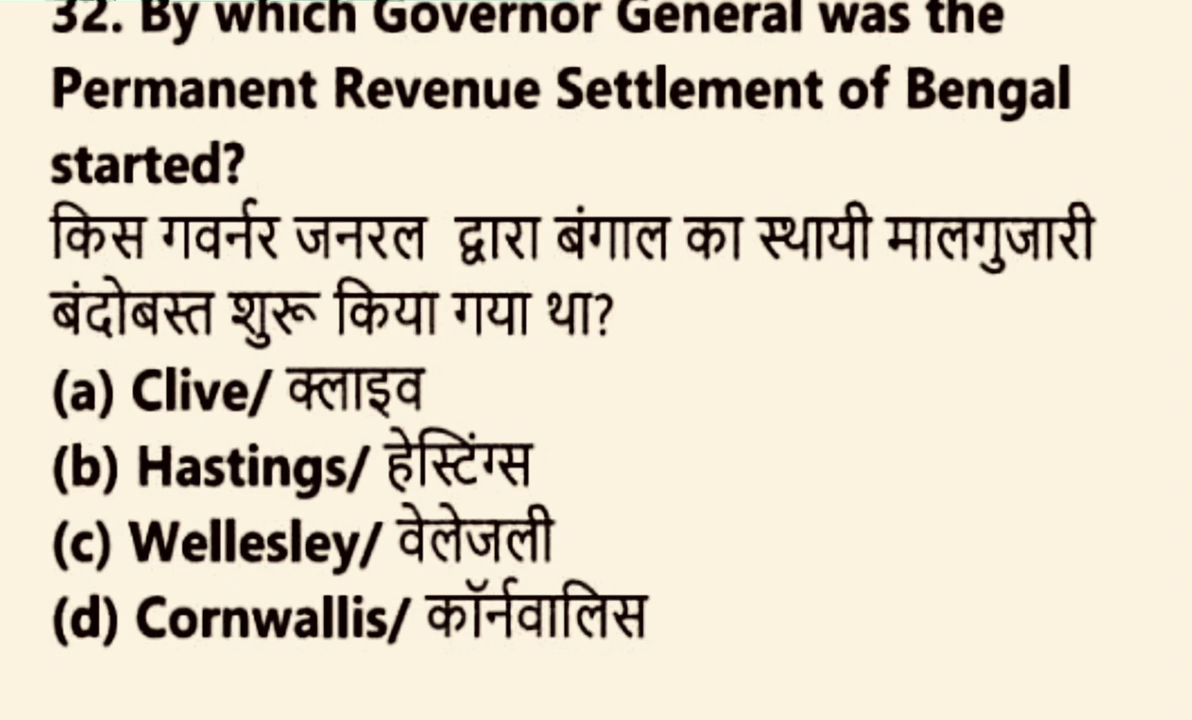 32. By which Governor General was the
Permanent Revenue Settlement of Bengal
started?
किस गवर्नर जनरल द्वारा बंगाल का स्थायी मालगुजारी
बंदोबस्त शुरू किया गया था?
(a) Clive/ क्लाइव
(b) Hastings/ हेस्टिंग्स
(c) Wellesley/ वेलेजली
(d) Cornwallis/ कॉर्नवालिस